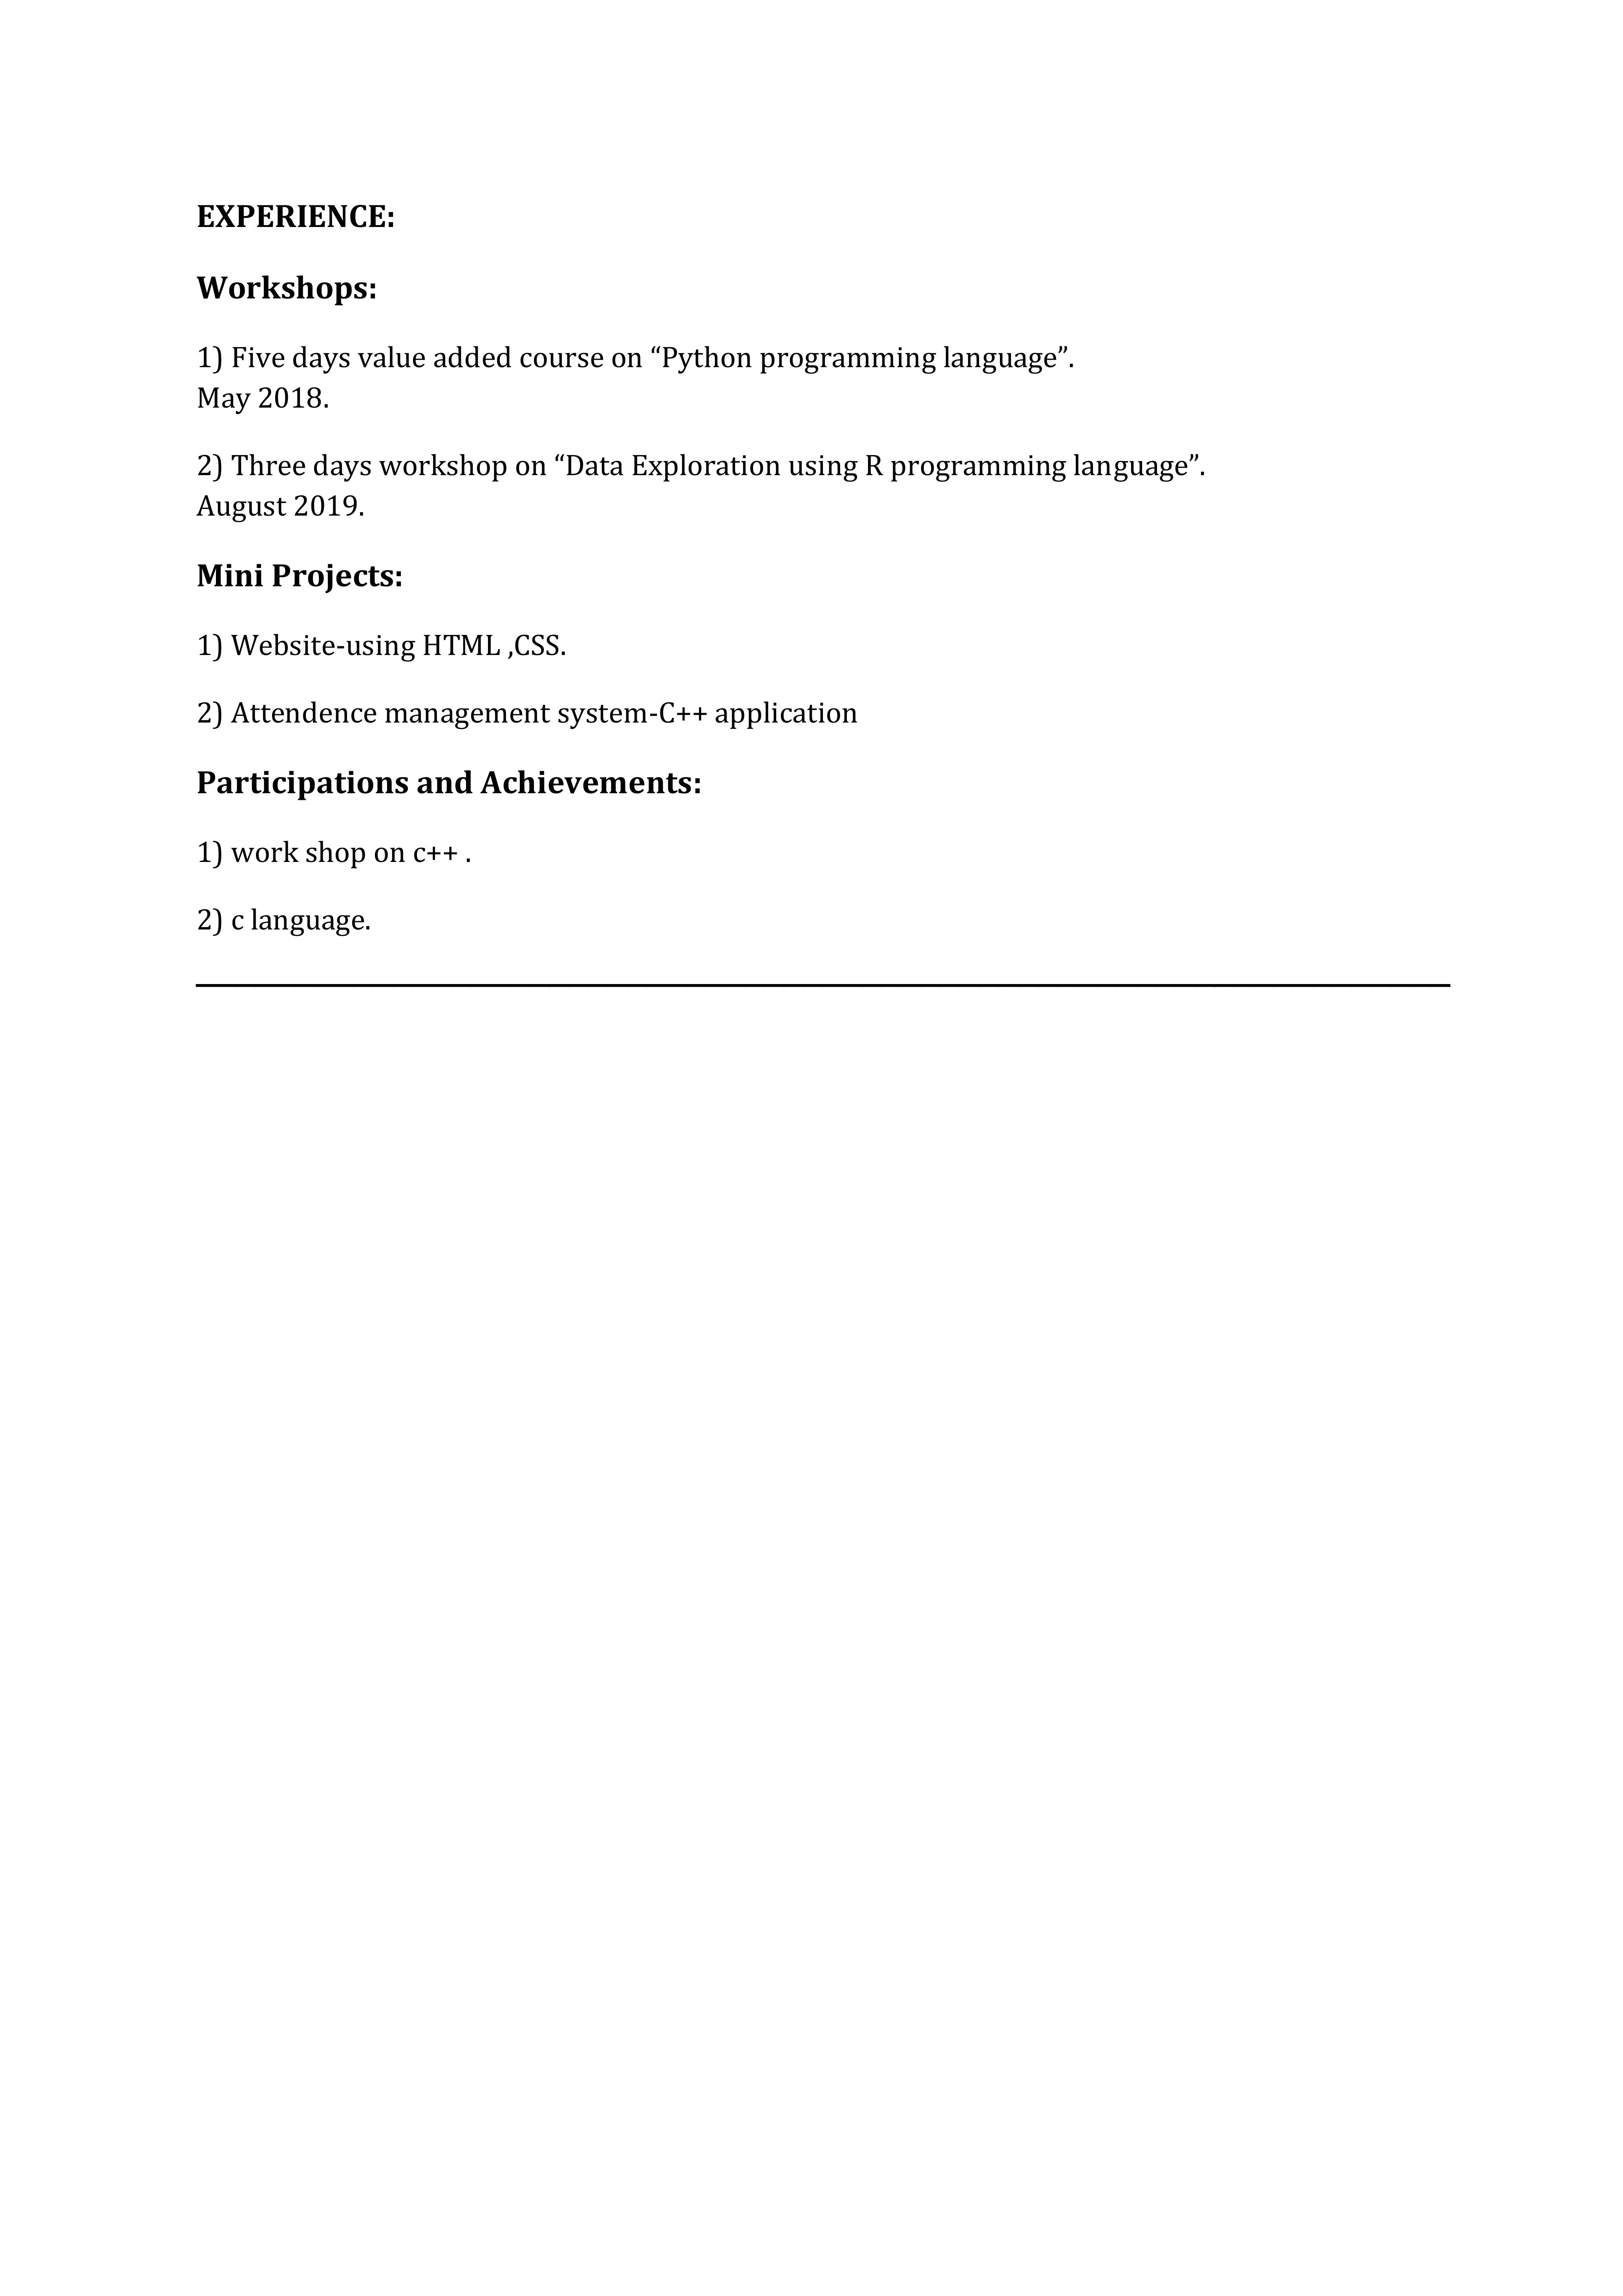 EXPERIENCE:
Workshops:
1) Five days value added course on “Python programming language”.
May 2018.
2) Three days workshop on “Data Exploration using R programming language”.
August 2019.
Mini Projects:
1) Website-using HTML ,CSS.
2) Attendence management system-C++ application
Participations and Achievements:
1) work shop on c++ .
2) c language.